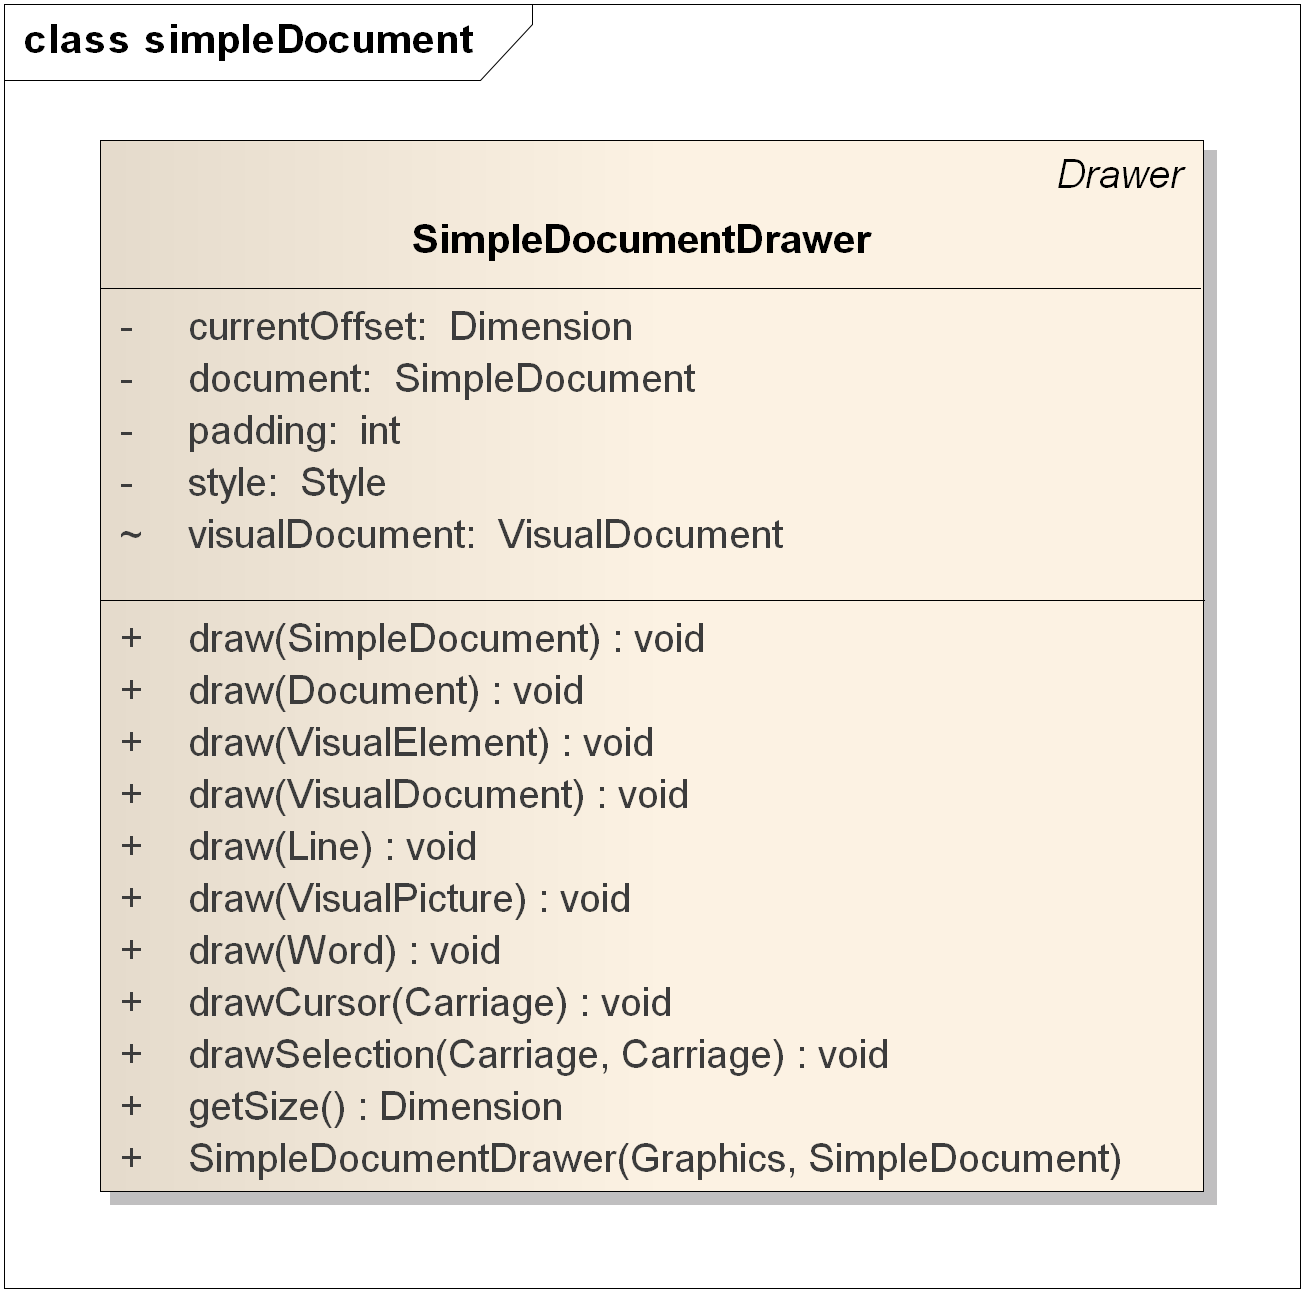 class simpleDocument
Drawer
SimpleDocumentDrawer
- currentOffset: Dimension
- document: SimpleDocument
- padding: int
- style: Style
~ visualDocument: VisualDocument
+ draw(SimpleDocument) : void
+ draw(Document) : void
+ draw(VisualElement) : void
+ draw(VisualDocument) : void
+ draw(Line) : void
+ draw(VisualPicture) : void
+ draw(Word) : void
+ drawCursor(Carriage) : void
+ drawSelection(Carriage, Carriage) : void
+ getSize() : Dimension
+ SimpleDocumentDrawer(Graphics, SimpleDocument)